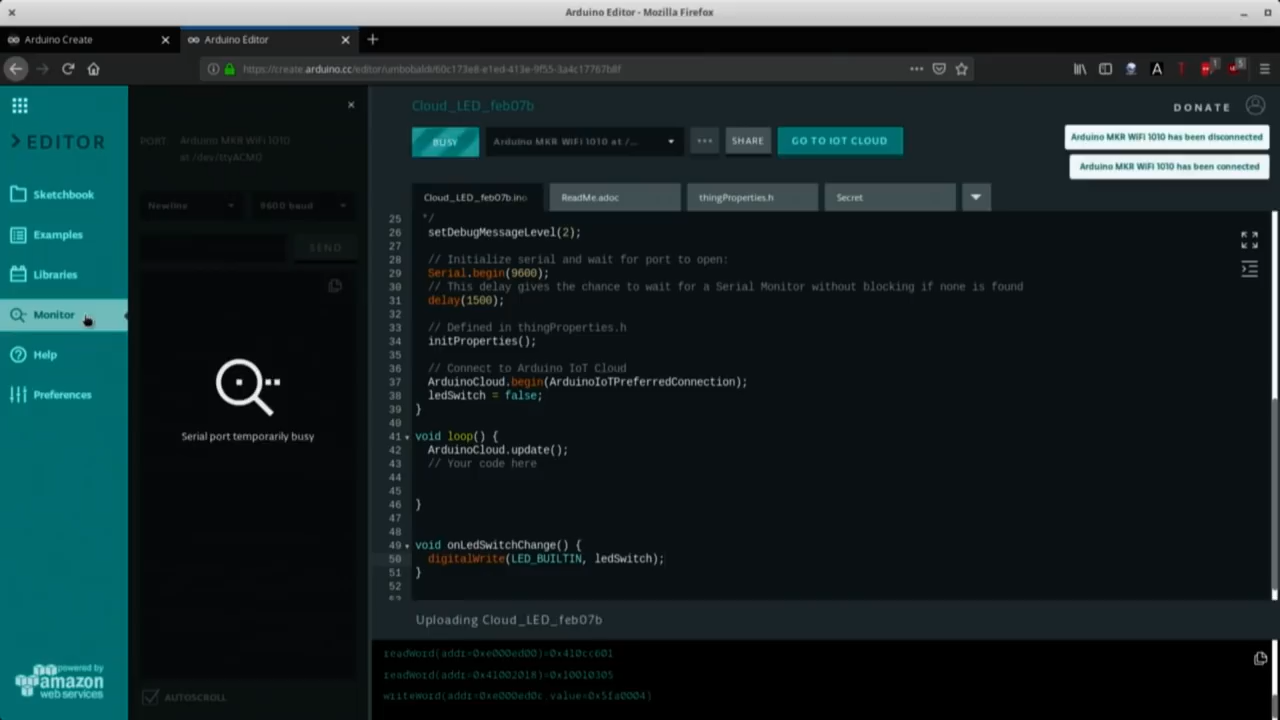 Arduino Editor - Mozilla Firefox
Arduino Create
Arduino Editor
https://create.arduino.cc/editor/umbobaldi/60c173e8-e1ed-413e-9f55-3a4c17767b8f
EDITOR
Sketchbook
Examples
Libraries
Monitor
Help
Preferences
powered by
amazon
web services
PORT
Arduino MKR WiFi 1010
at /dev/ttyACM0
Newline
9600 baud
SEND
Serial port temporarily busy
AUTOSCROLL
Cloud_LED_feb07b
DONATE
BUSY
Arduino MKR WiFi 1010 at /...
SHARE
GO TO IOT CLOUD
Arduino MKR WiFi 1010 has been disconnected
Arduino MKR WiFi 1010 has been connected
Cloud_LED_feb07b.ino
ReadMe.adoc
thingProperties.h
Secret
25 */
26 setDebugMessageLevel(2);
27
28 // Initialize serial and wait for port to open:
29 Serial.begin(9600);
30 // This delay gives the chance to wait for a Serial Monitor without blocking if none is found
31 delay(1500);
32
33 // Defined in thingProperties.h
34 initProperties();
35
36 // Connect to Arduino IoT Cloud
37 ArduinoCloud.begin(ArduinoIoTPreferredConnection);
38 ledSwitch = false;
39 }
40
41 void loop() {
42 ArduinoCloud.update();
43 // Your code here
44
45
46 }
47
48
49 void onLedSwitchChange() {
50 digitalWrite(LED_BUILTIN, ledSwitch);
51 }
52
Uploading Cloud_LED_feb07b
readWord(addr=0xe000ed00)=0x410cc601
readWord(addr=0x41002018)=0x10010305
writeWord(addr=0xe000ed0c,value=0x5fa0004)